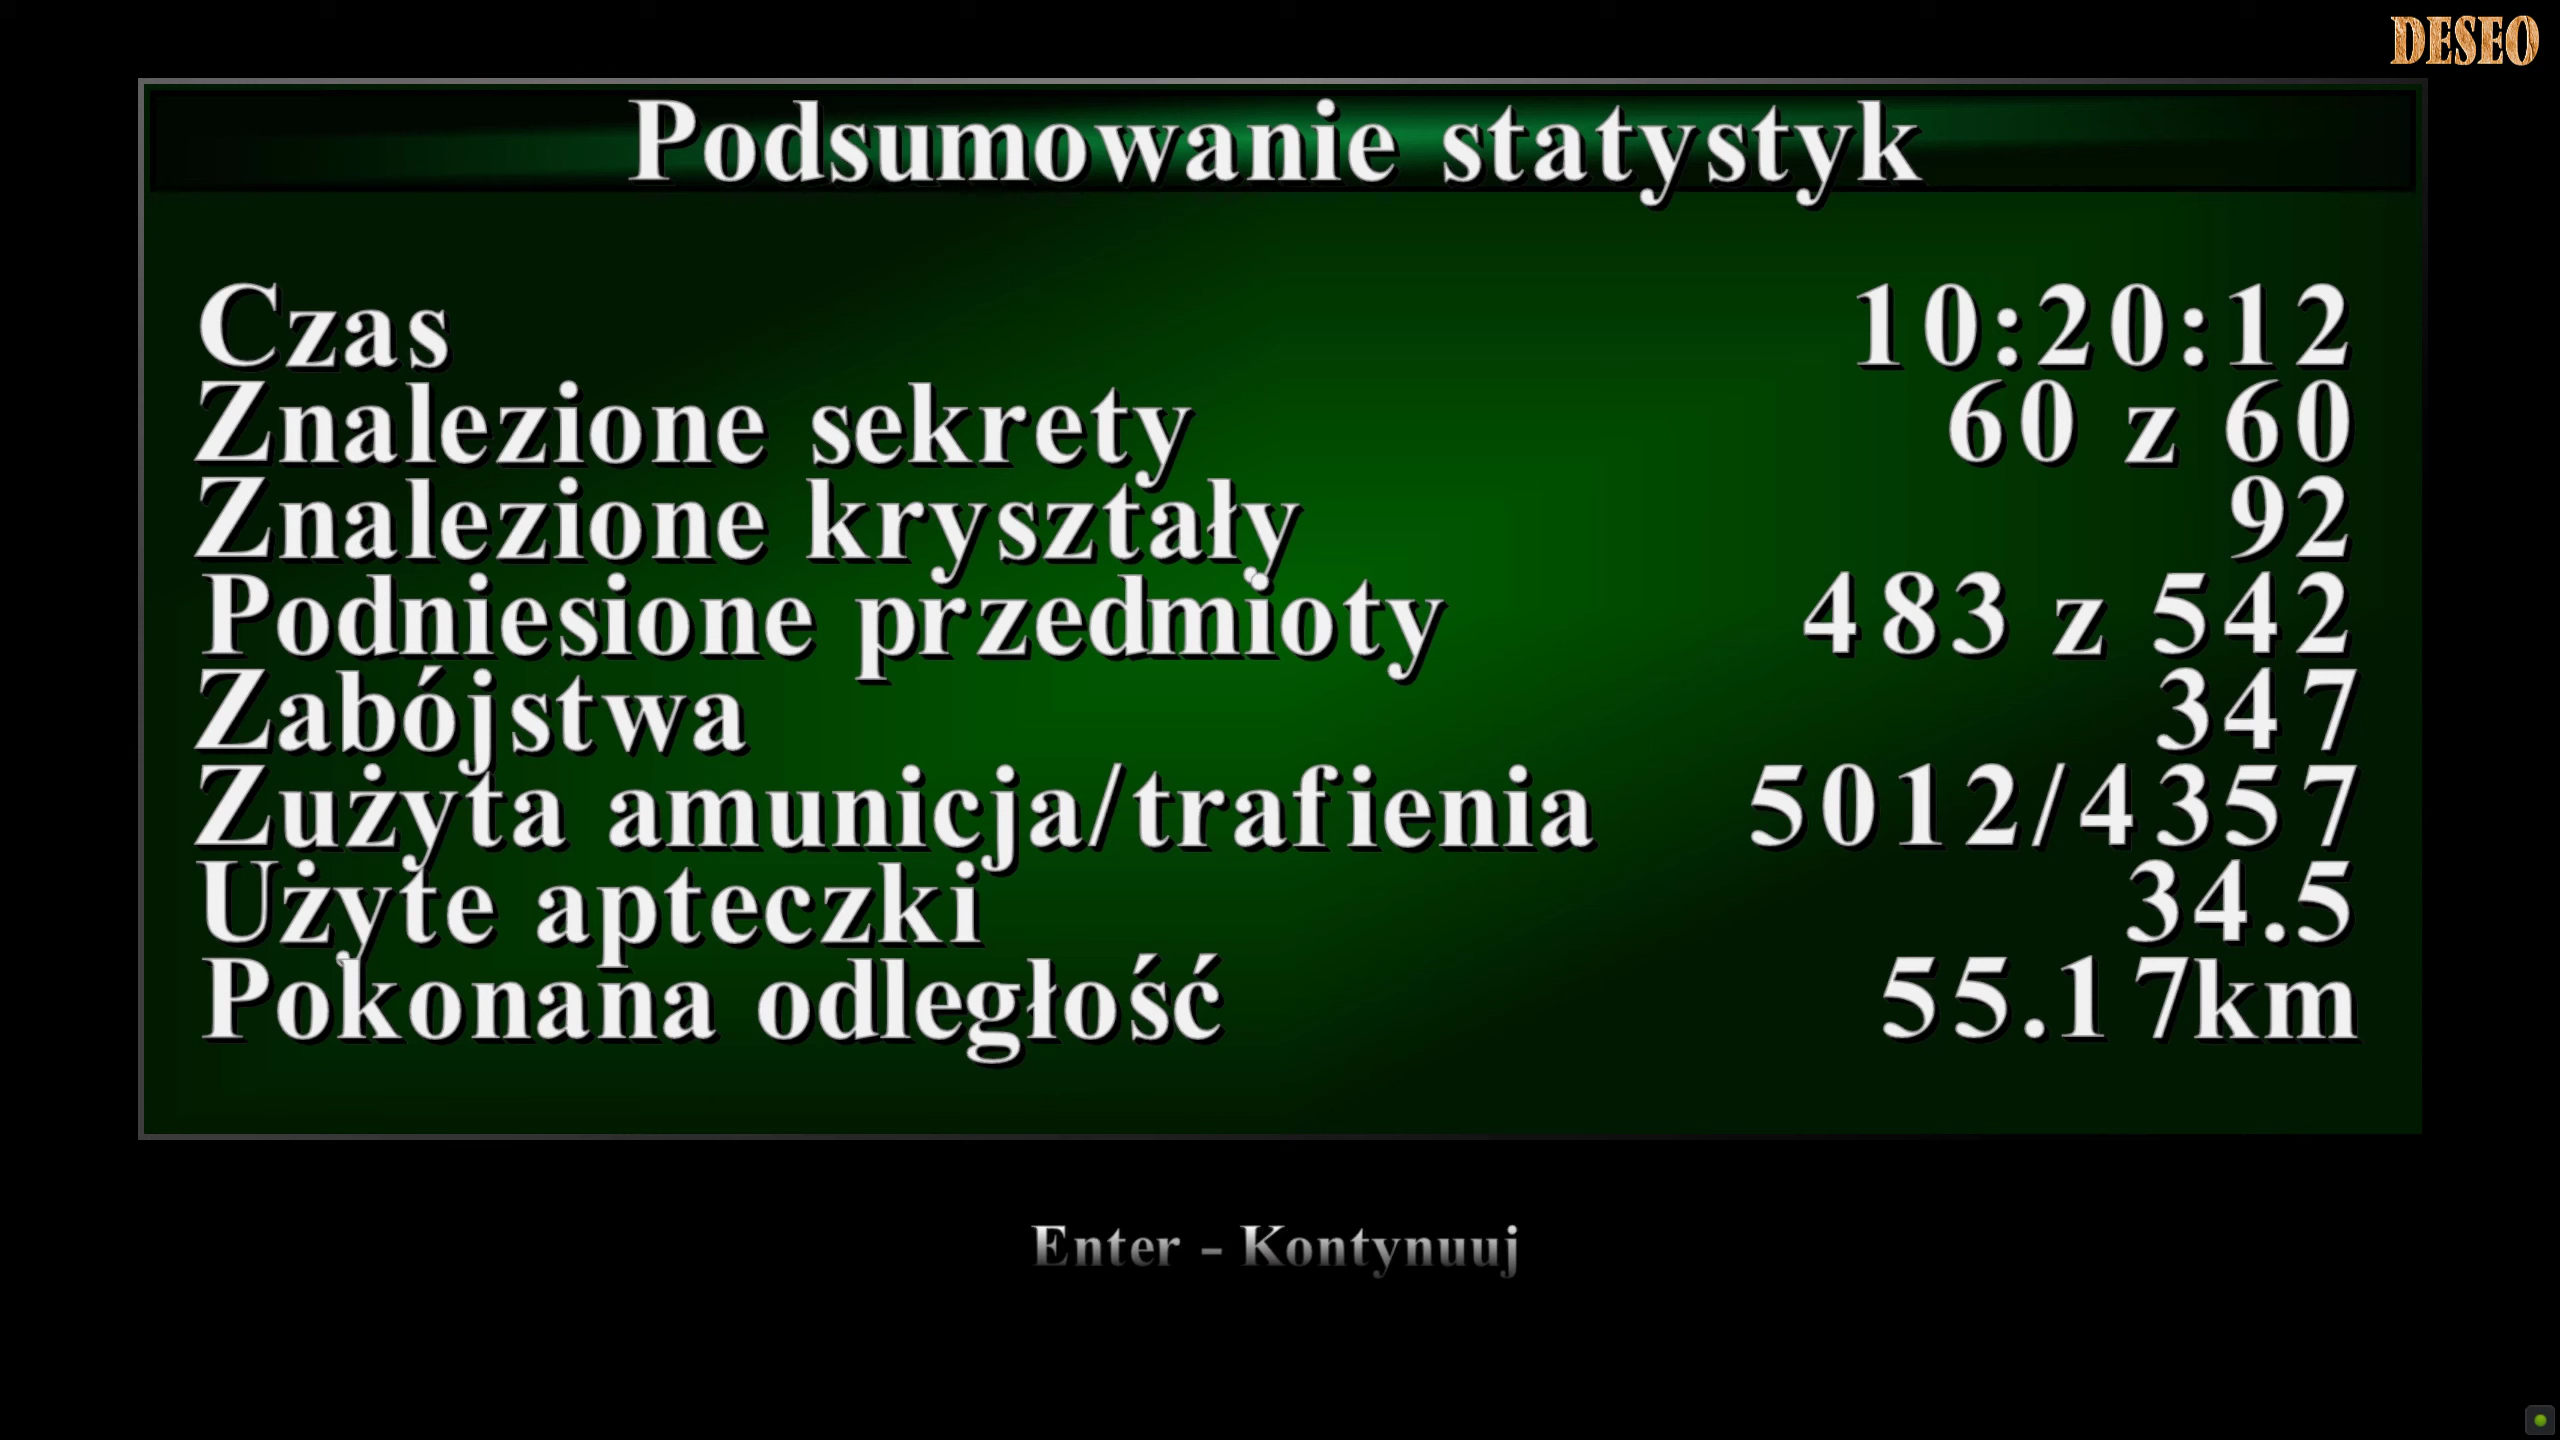 DESEO
Podsumowanie statystyk
Czas 10:20:12
Znalezione sekrety 60 z 60
Znalezione kryształy 92
Podniesione przedmioty 483 z 542
Zabójstwa 347
Zużyta amunicja/trafienia 5012/4357
Użyte apteczki 34.5
Pokonana odległość 55.17km
Enter - Kontynuuj